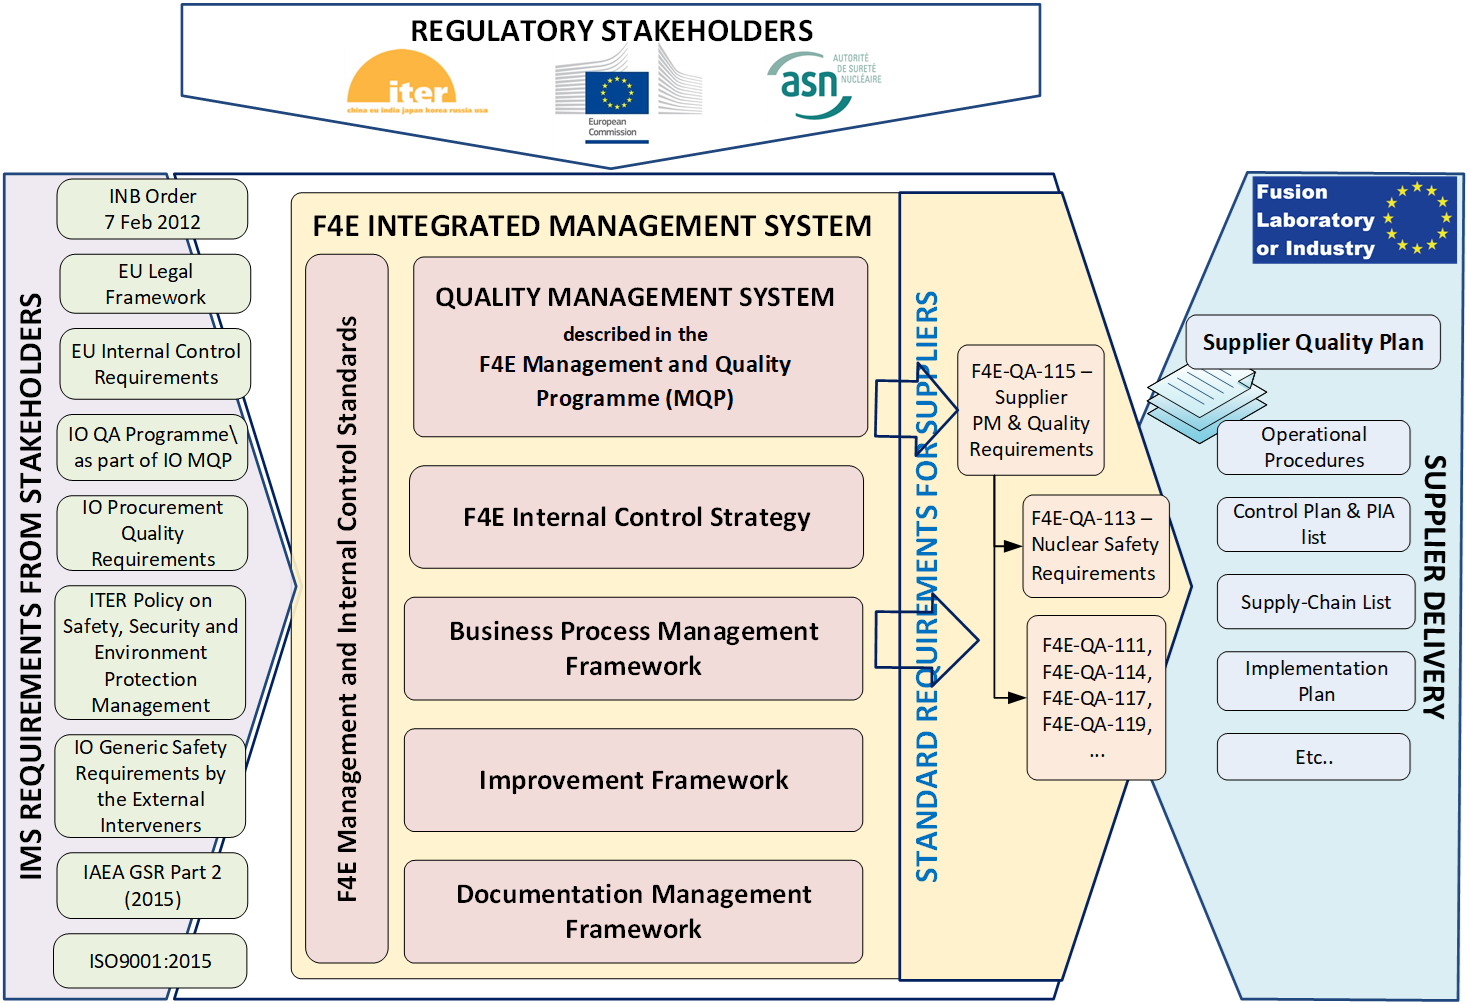 REGULATORY STAKEHOLDERS
iter
china eu india japan korea russia usa
European
Commission
asn
AUTORITÉ
DE SURETÉ
NUCLÉAIRE
IMS REQUIREMENTS FROM STAKEHOLDERS
INB Order
7 Feb 2012
EU Legal
Framework
EU Internal Control
Requirements
IO QA Programme\
as part of IO MQP
IO Procurement
Quality
Requirements
ITER Policy on
Safety, Security and
Environment
Protection
Management
IO Generic Safety
Requirements by
the External
Interveners
IAEA GSR Part 2
(2015)
ISO9001:2015
F4E INTEGRATED MANAGEMENT SYSTEM
F4E Management and Internal Control Standards
QUALITY MANAGEMENT SYSTEM
described in the
F4E Management and Quality
Programme (MQP)
F4E Internal Control Strategy
Business Process Management
Framework
Improvement Framework
Documentation Management
Framework
STANDARD REQUIREMENTS FOR SUPPLIERS
F4E-QA-115 –
Supplier
PM & Quality
Requirements
F4E-QA-113 –
Nuclear Safety
Requirements
F4E-QA-111,
F4E-QA-114,
F4E-QA-117,
F4E-QA-119,
...
Fusion
Laboratory
or Industry
Supplier Quality Plan
Operational
Procedures
Control Plan & PIA
list
Supply-Chain List
Implementation
Plan
Etc..
SUPPLIER DELIVERY